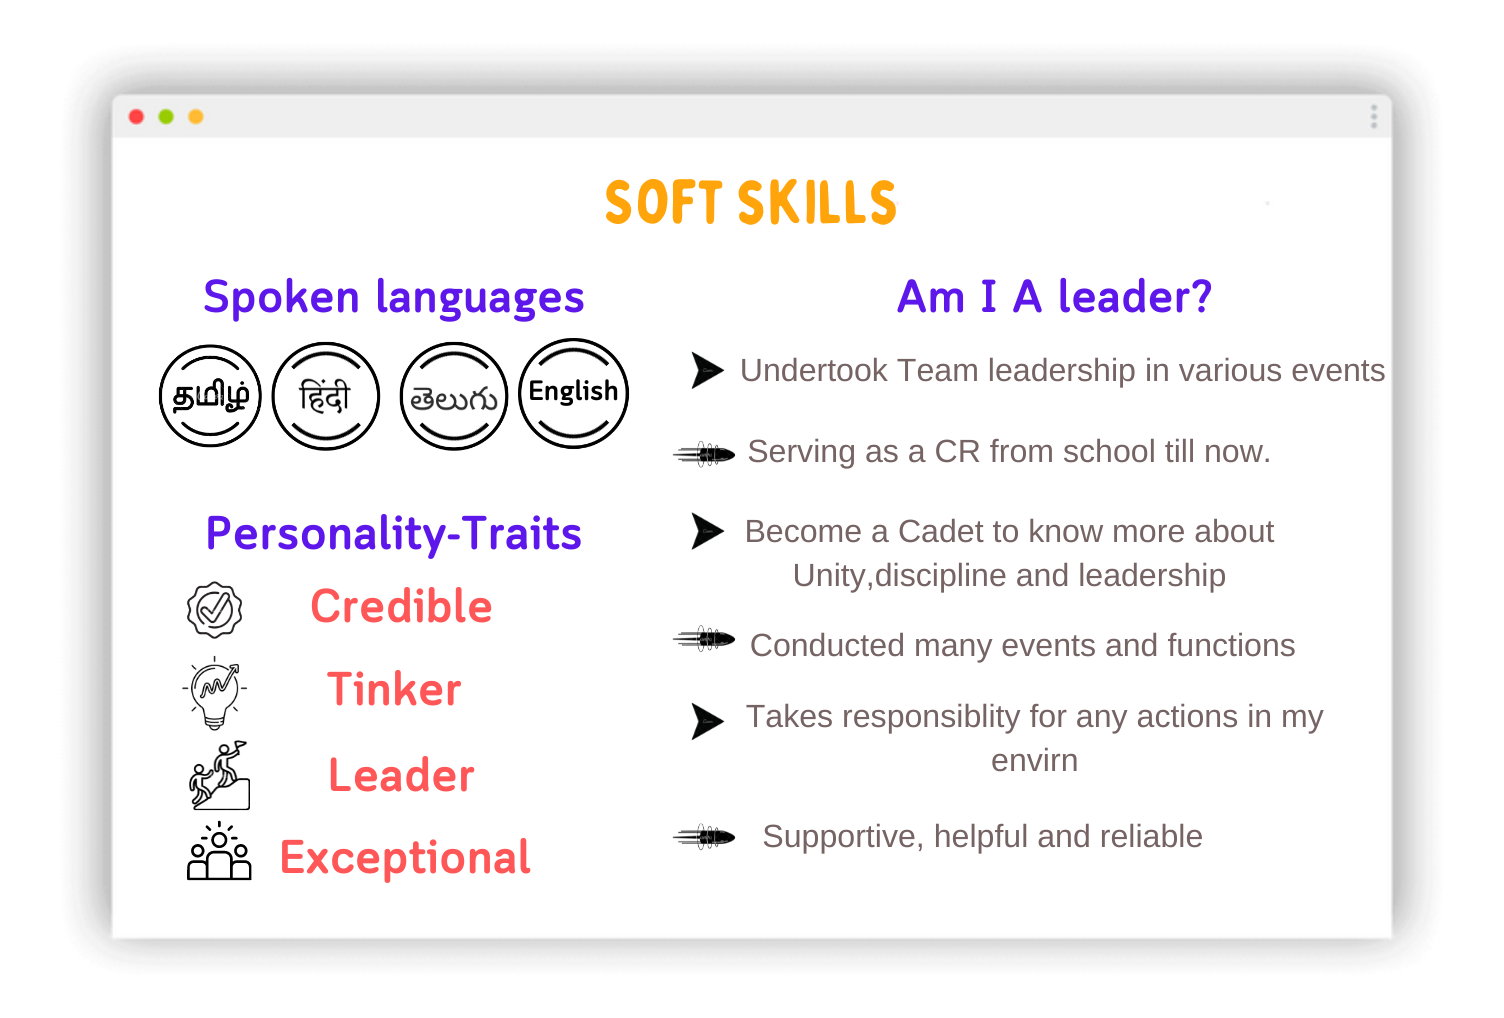 SOFT SKILLS
Spoken languages
தமிழ்
हिंदी
తెలుగు
English
Personality-Traits
Credible
Tinker
Leader
Exceptional
Am I A leader?
Undertook Team leadership in various events
Serving as a CR from school till now.
Become a Cadet to know more about
Unity,discipline and leadership
Conducted many events and functions
Takes responsiblity for any actions in my
envirn
Supportive, helpful and reliable